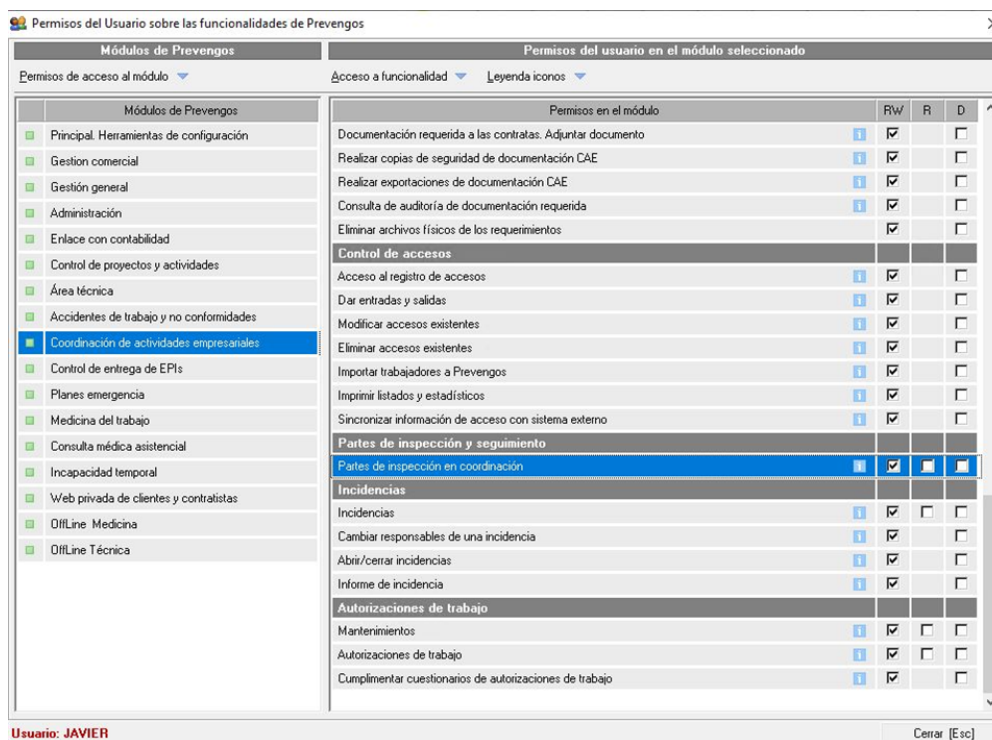 Permisos del Usuario sobre las funcionalidades de Prevengos
Módulos de Prevengos
Permisos del usuario en el módulo seleccionado
Permisos de acceso al módulo
Acceso a funcionalidad
Leyenda iconos
Módulos de Prevengos
Principal. Herramientas de configuración
Gestion comercial
Gestión general
Administración
Enlace con contabilidad
Control de proyectos y actividades
Área técnica
Accidentes de trabajo y no conformidades
Coordinación de actividades empresariales
Control de entrega de EPIs
Planes emergencia
Medicina del trabajo
Consulta médica asistencial
Incapacidad temporal
Web privada de clientes y contratistas
OffLine Medicina
OffLine Técnica
Permisos en el módulo RW R D
Documentación requerida a las contratas. Adjuntar documento
Realizar copias de seguridad de documentación CAE
Realizar exportaciones de documentación CAE
Consulta de auditoría de documentación requerida
Eliminar archivos físicos de los requerimientos
Control de accesos
Acceso al registro de accesos
Dar entradas y salidas
Modificar accesos existentes
Eliminar accesos existentes
Importar trabajadores a Prevengos
Imprimir listados y estadísticos
Sincronizar información de acceso con sistema externo
Partes de inspección y seguimiento
Partes de inspección en coordinación
Incidencias
Incidencias
Cambiar responsables de una incidencia
Abrir/cerrar incidencias
Informe de incidencia
Autorizaciones de trabajo
Mantenimientos
Autorizaciones de trabajo
Cumplimentar cuestionarios de autorizaciones de trabajo
Usuario: JAVIER
Cerrar [Esc]